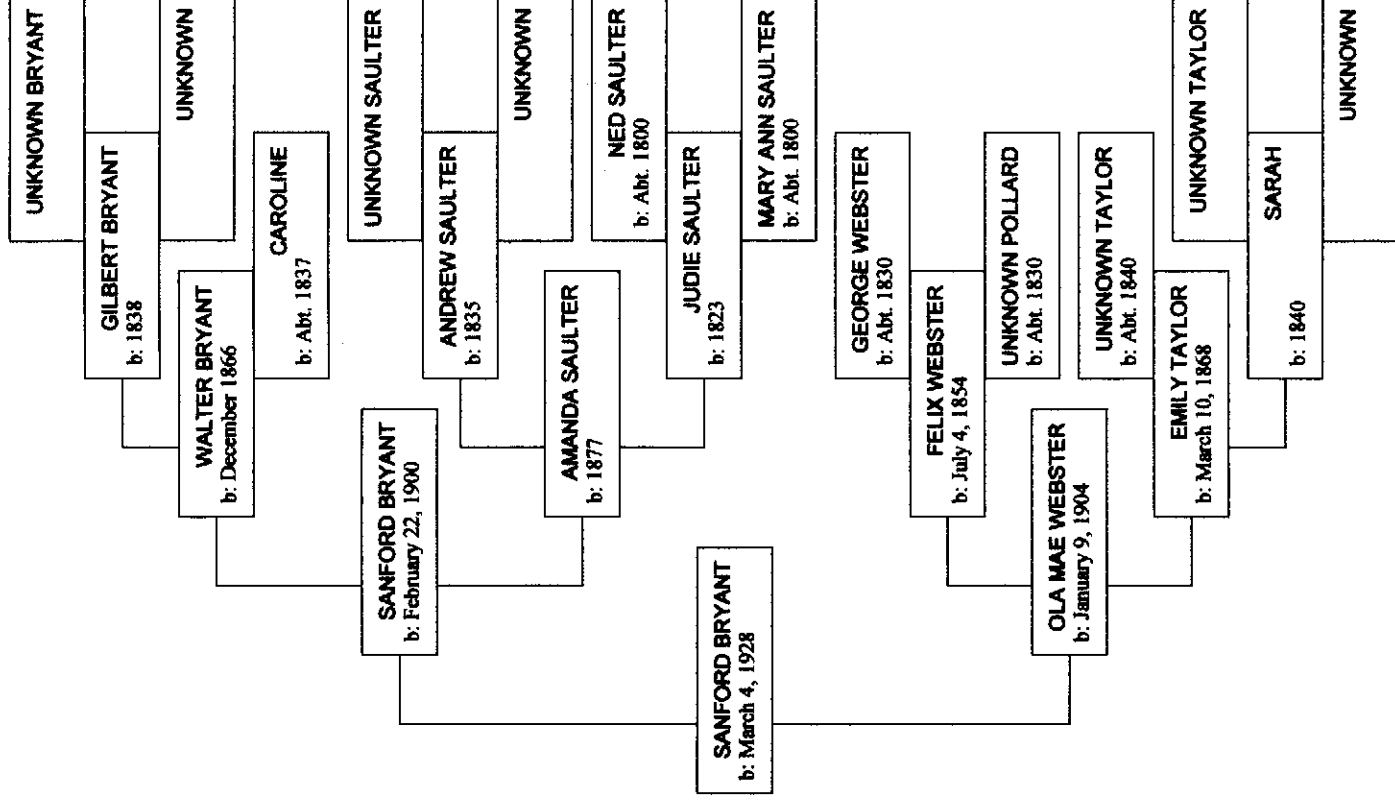 UNKNOWN BRYANT
GILBERT BRYANT
b: 1838
UNKNOWN
WALTER BRYANT
b: December 1866
CAROLINE
b: Abt. 1837
SANFORD BRYANT
b: February 22, 1900
UNKNOWN SAULTER
ANDREW SAULTER
b: 1835
UNKNOWN
AMANDA SAULTER
b: 1877
NED SAULTER
b: Abt. 1800
JUDIE SAULTER
b: 1823
MARY ANN SAULTER
b: Abt. 1800
SANFORD BRYANT
b: March 4, 1928
GEORGE WEBSTER
b: Abt. 1830
FELIX WEBSTER
b: July 4, 1854
UNKNOWN POLLARD
b: Abt. 1830
OLA MAE WEBSTER
b: January 9, 1904
UNKNOWN TAYLOR
b: Abt. 1840
EMILY TAYLOR
b: March 10, 1868
UNKNOWN TAYLOR
SARAH
b: 1840
UNKNOWN